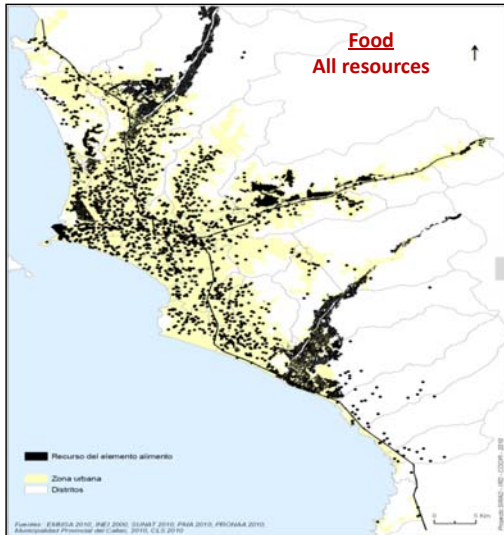 Food
All resources
Recurso del elemento alimento
Zona urbana
Distritos
0 5 Km.
Fuentes : EMMSA 2010, INEI 2000, SUNAT 2010, PMA 2010, PRONAA 2010,
Municipalidad Provincial del Callao, 2010, CLS 2010